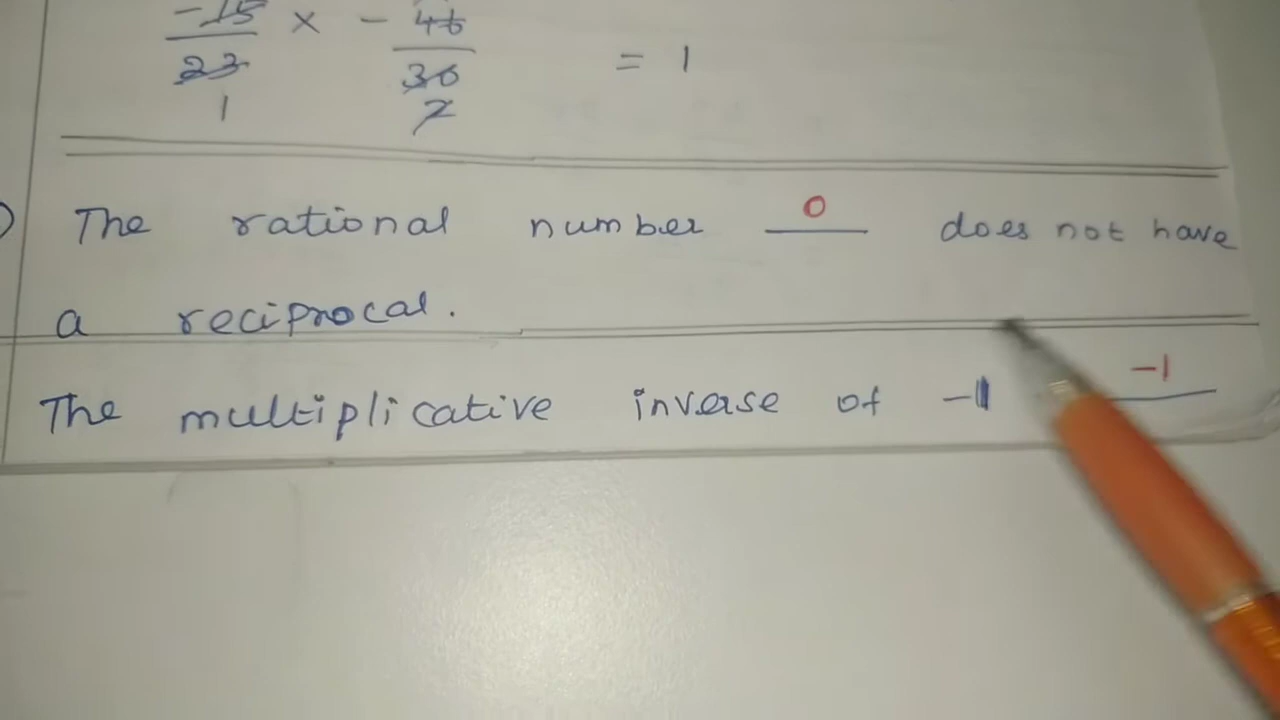 -15 × - 46
23 30 = 1
1 2
The rational number 0 does not have
a reciprocal.
The multiplicative inverse of -1 -1